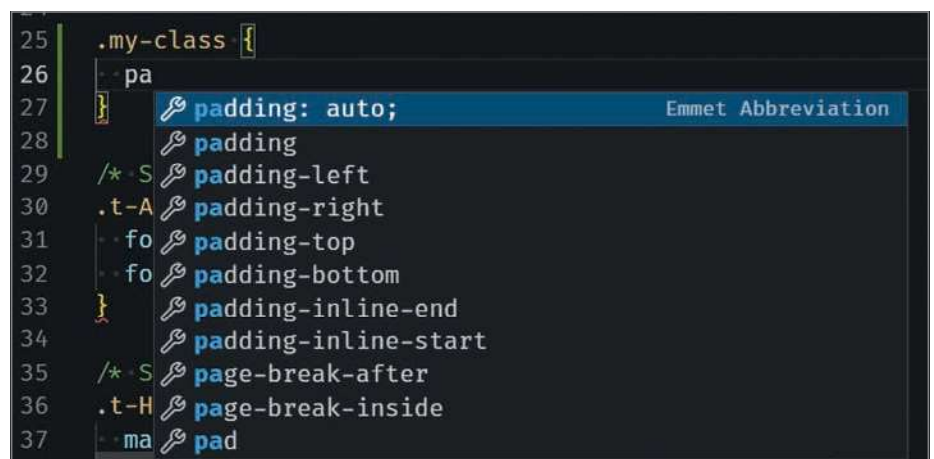 25 .my-class {
26 pa
27 } padding: auto; Emmet Abbreviation
28 padding
29 /* S padding-left
30 .t-A padding-right
31 fo padding-top
32 fo padding-bottom
33 } padding-inline-end
34 padding-inline-start
35 /* S page-break-after
36 .t-H page-break-inside
37 ma pad